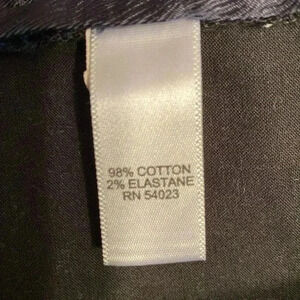 98% COTTON
2% ELASTANE
RN 54023